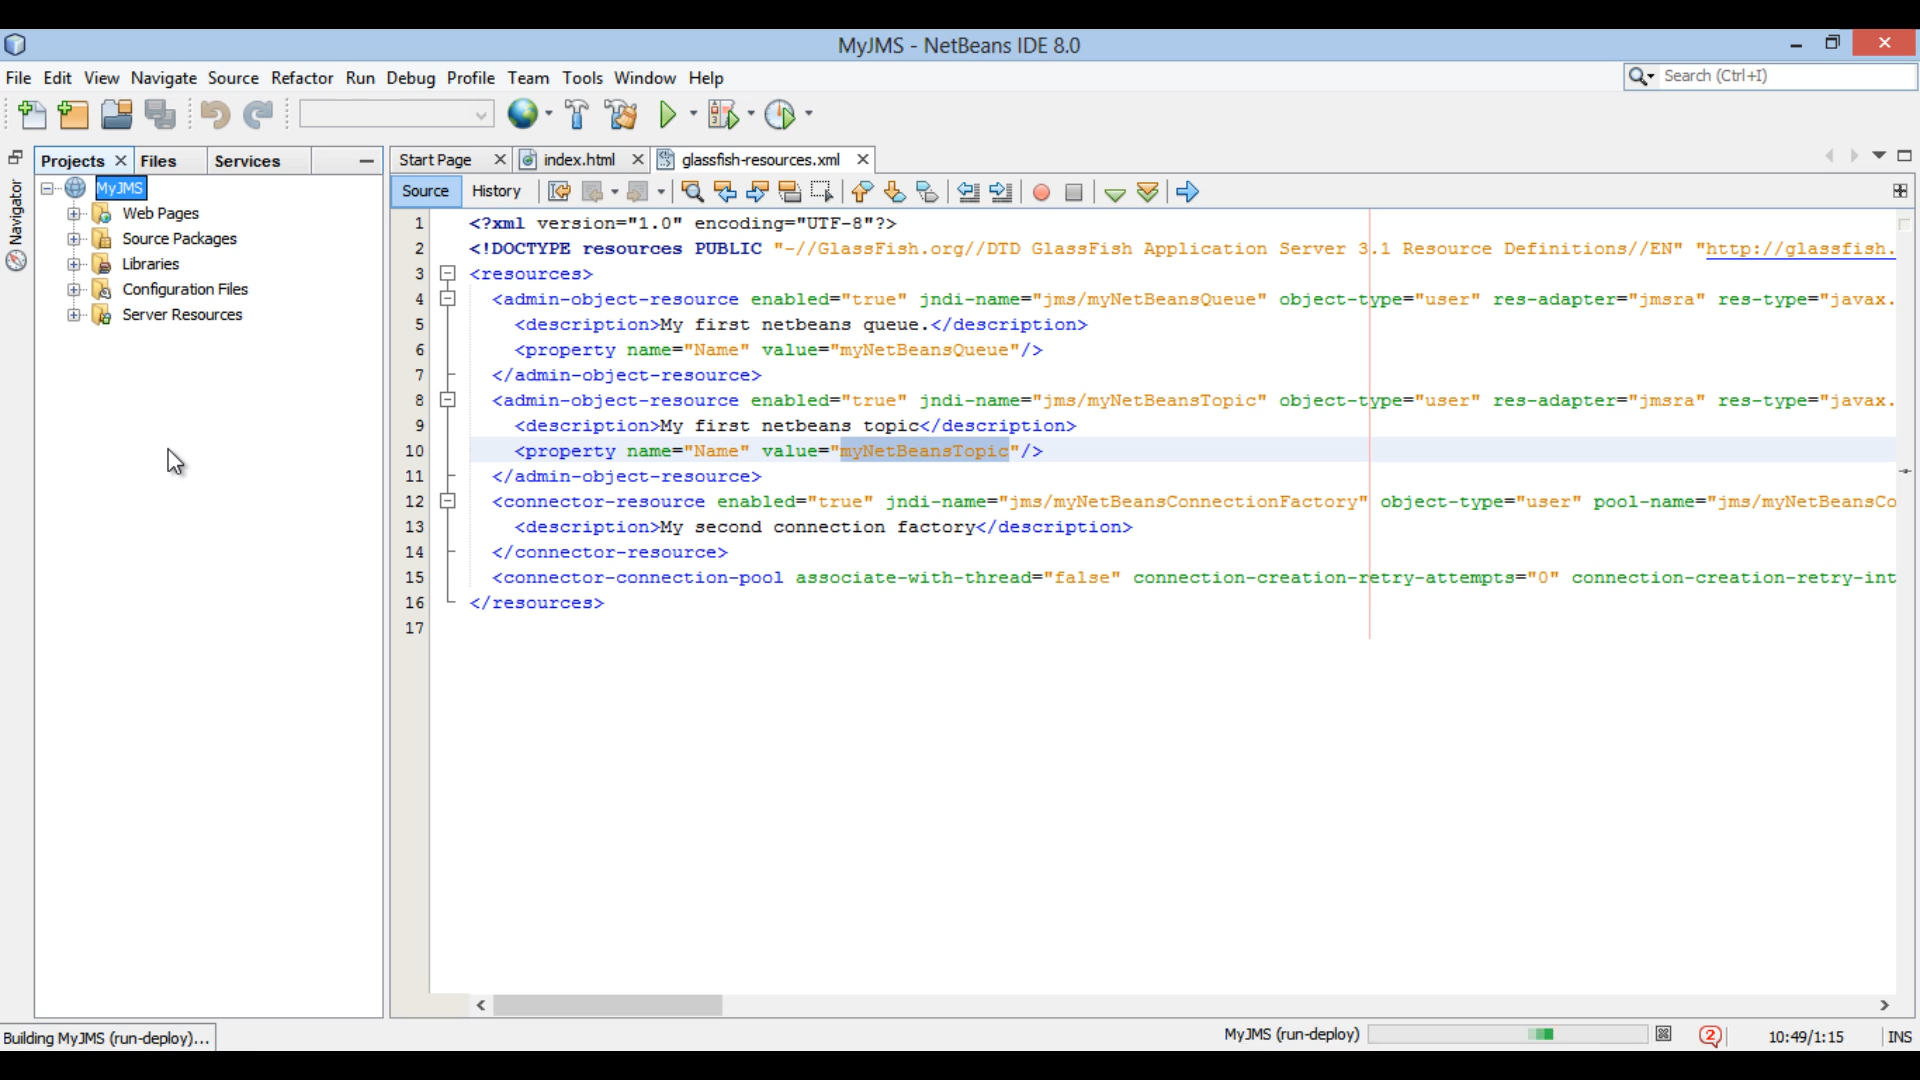 MyJMS - NetBeans IDE 8.0
File Edit View Navigate Source Refactor Run Debug Profile Team Tools Window Help
Search (Ctrl+I)
Projects Files Services
Start Page index.html glassfish-resources.xml
Source History
Navigator
MyJMS
Web Pages
Source Packages
Libraries
Configuration Files
Server Resources
1 <?xml version="1.0" encoding="UTF-8"?>
2 <!DOCTYPE resources PUBLIC "-//GlassFish.org//DTD GlassFish Application Server 3.1 Resource Definitions//EN" "http://glassfish.
3 <resources>
4 <admin-object-resource enabled="true" jndi-name="jms/myNetBeansQueue" object-type="user" res-adapter="jmsra" res-type="javax.
5 <description>My first netbeans queue.</description>
6 <property name="Name" value="myNetBeansQueue"/>
7 </admin-object-resource>
8 <admin-object-resource enabled="true" jndi-name="jms/myNetBeansTopic" object-type="user" res-adapter="jmsra" res-type="javax.
9 <description>My first netbeans topic</description>
10 <property name="Name" value="myNetBeansTopic"/>
11 </admin-object-resource>
12 <connector-resource enabled="true" jndi-name="jms/myNetBeansConnectionFactory" object-type="user" pool-name="jms/myNetBeansCo
13 <description>My second connection factory</description>
14 </connector-resource>
15 <connector-connection-pool associate-with-thread="false" connection-creation-retry-attempts="0" connection-creation-retry-int
16 </resources>
17
Building MyJMS (run-deploy)...
MyJMS (run-deploy)
2
10:49/1:15
INS